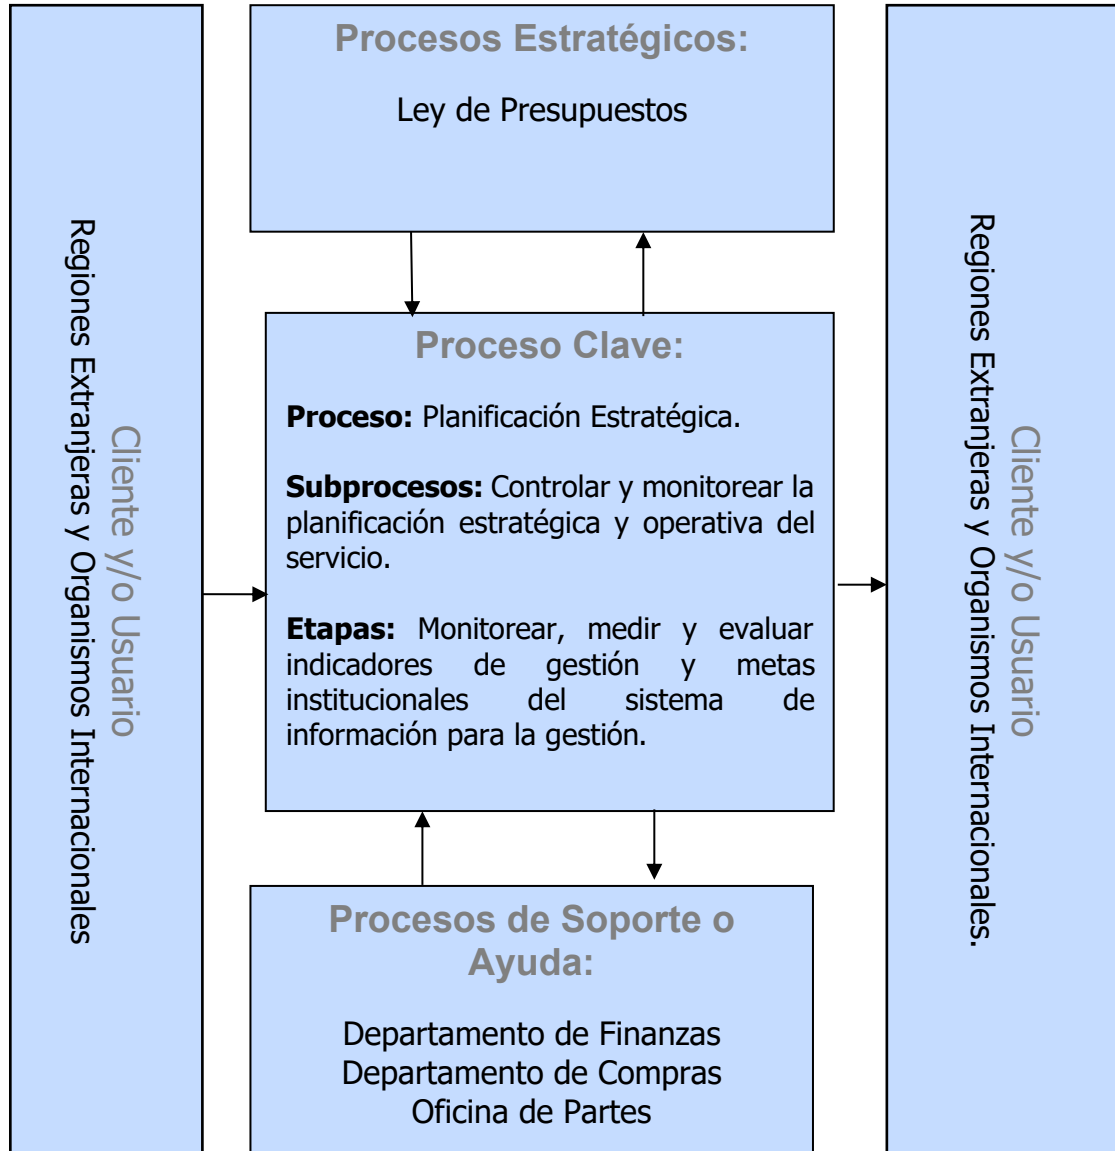 Cliente y/o Usuario
Regiones Extranjeras y Organismos Internacionales
Procesos Estratégicos:
Ley de Presupuestos
Proceso Clave:
Proceso: Planificación Estratégica.
Subprocesos: Controlar y monitorear la
planificación estratégica y operativa del
servicio.
Etapas: Monitorear, medir y evaluar
indicadores de gestión y metas
institucionales del sistema de
información para la gestión.
Procesos de Soporte o
Ayuda:
Departamento de Finanzas
Departamento de Compras
Oficina de Partes
Cliente y/o Usuario
Regiones Extranjeras y Organismos Internacionales.